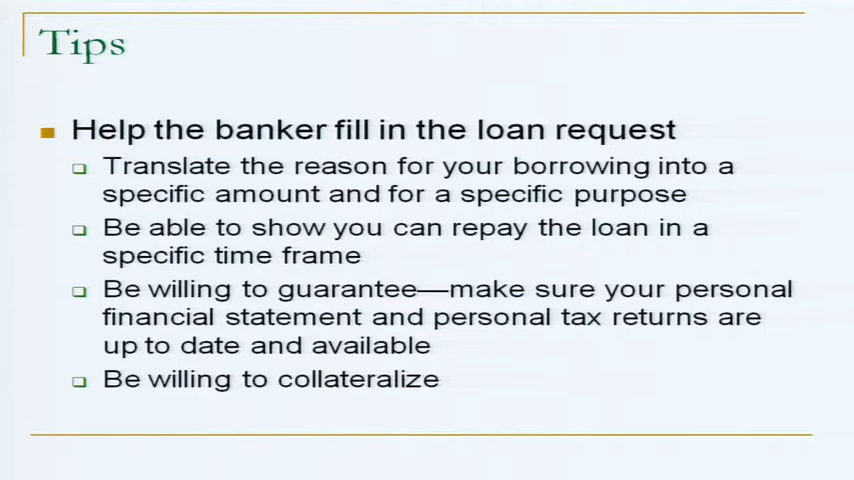 Tips
Help the banker fill in the loan request
Translate the reason for your borrowing into a
specific amount and for a specific purpose
Be able to show you can repay the loan in a
specific time frame
Be willing to guarantee—make sure your personal
financial statement and personal tax returns are
up to date and available
Be willing to collateralize